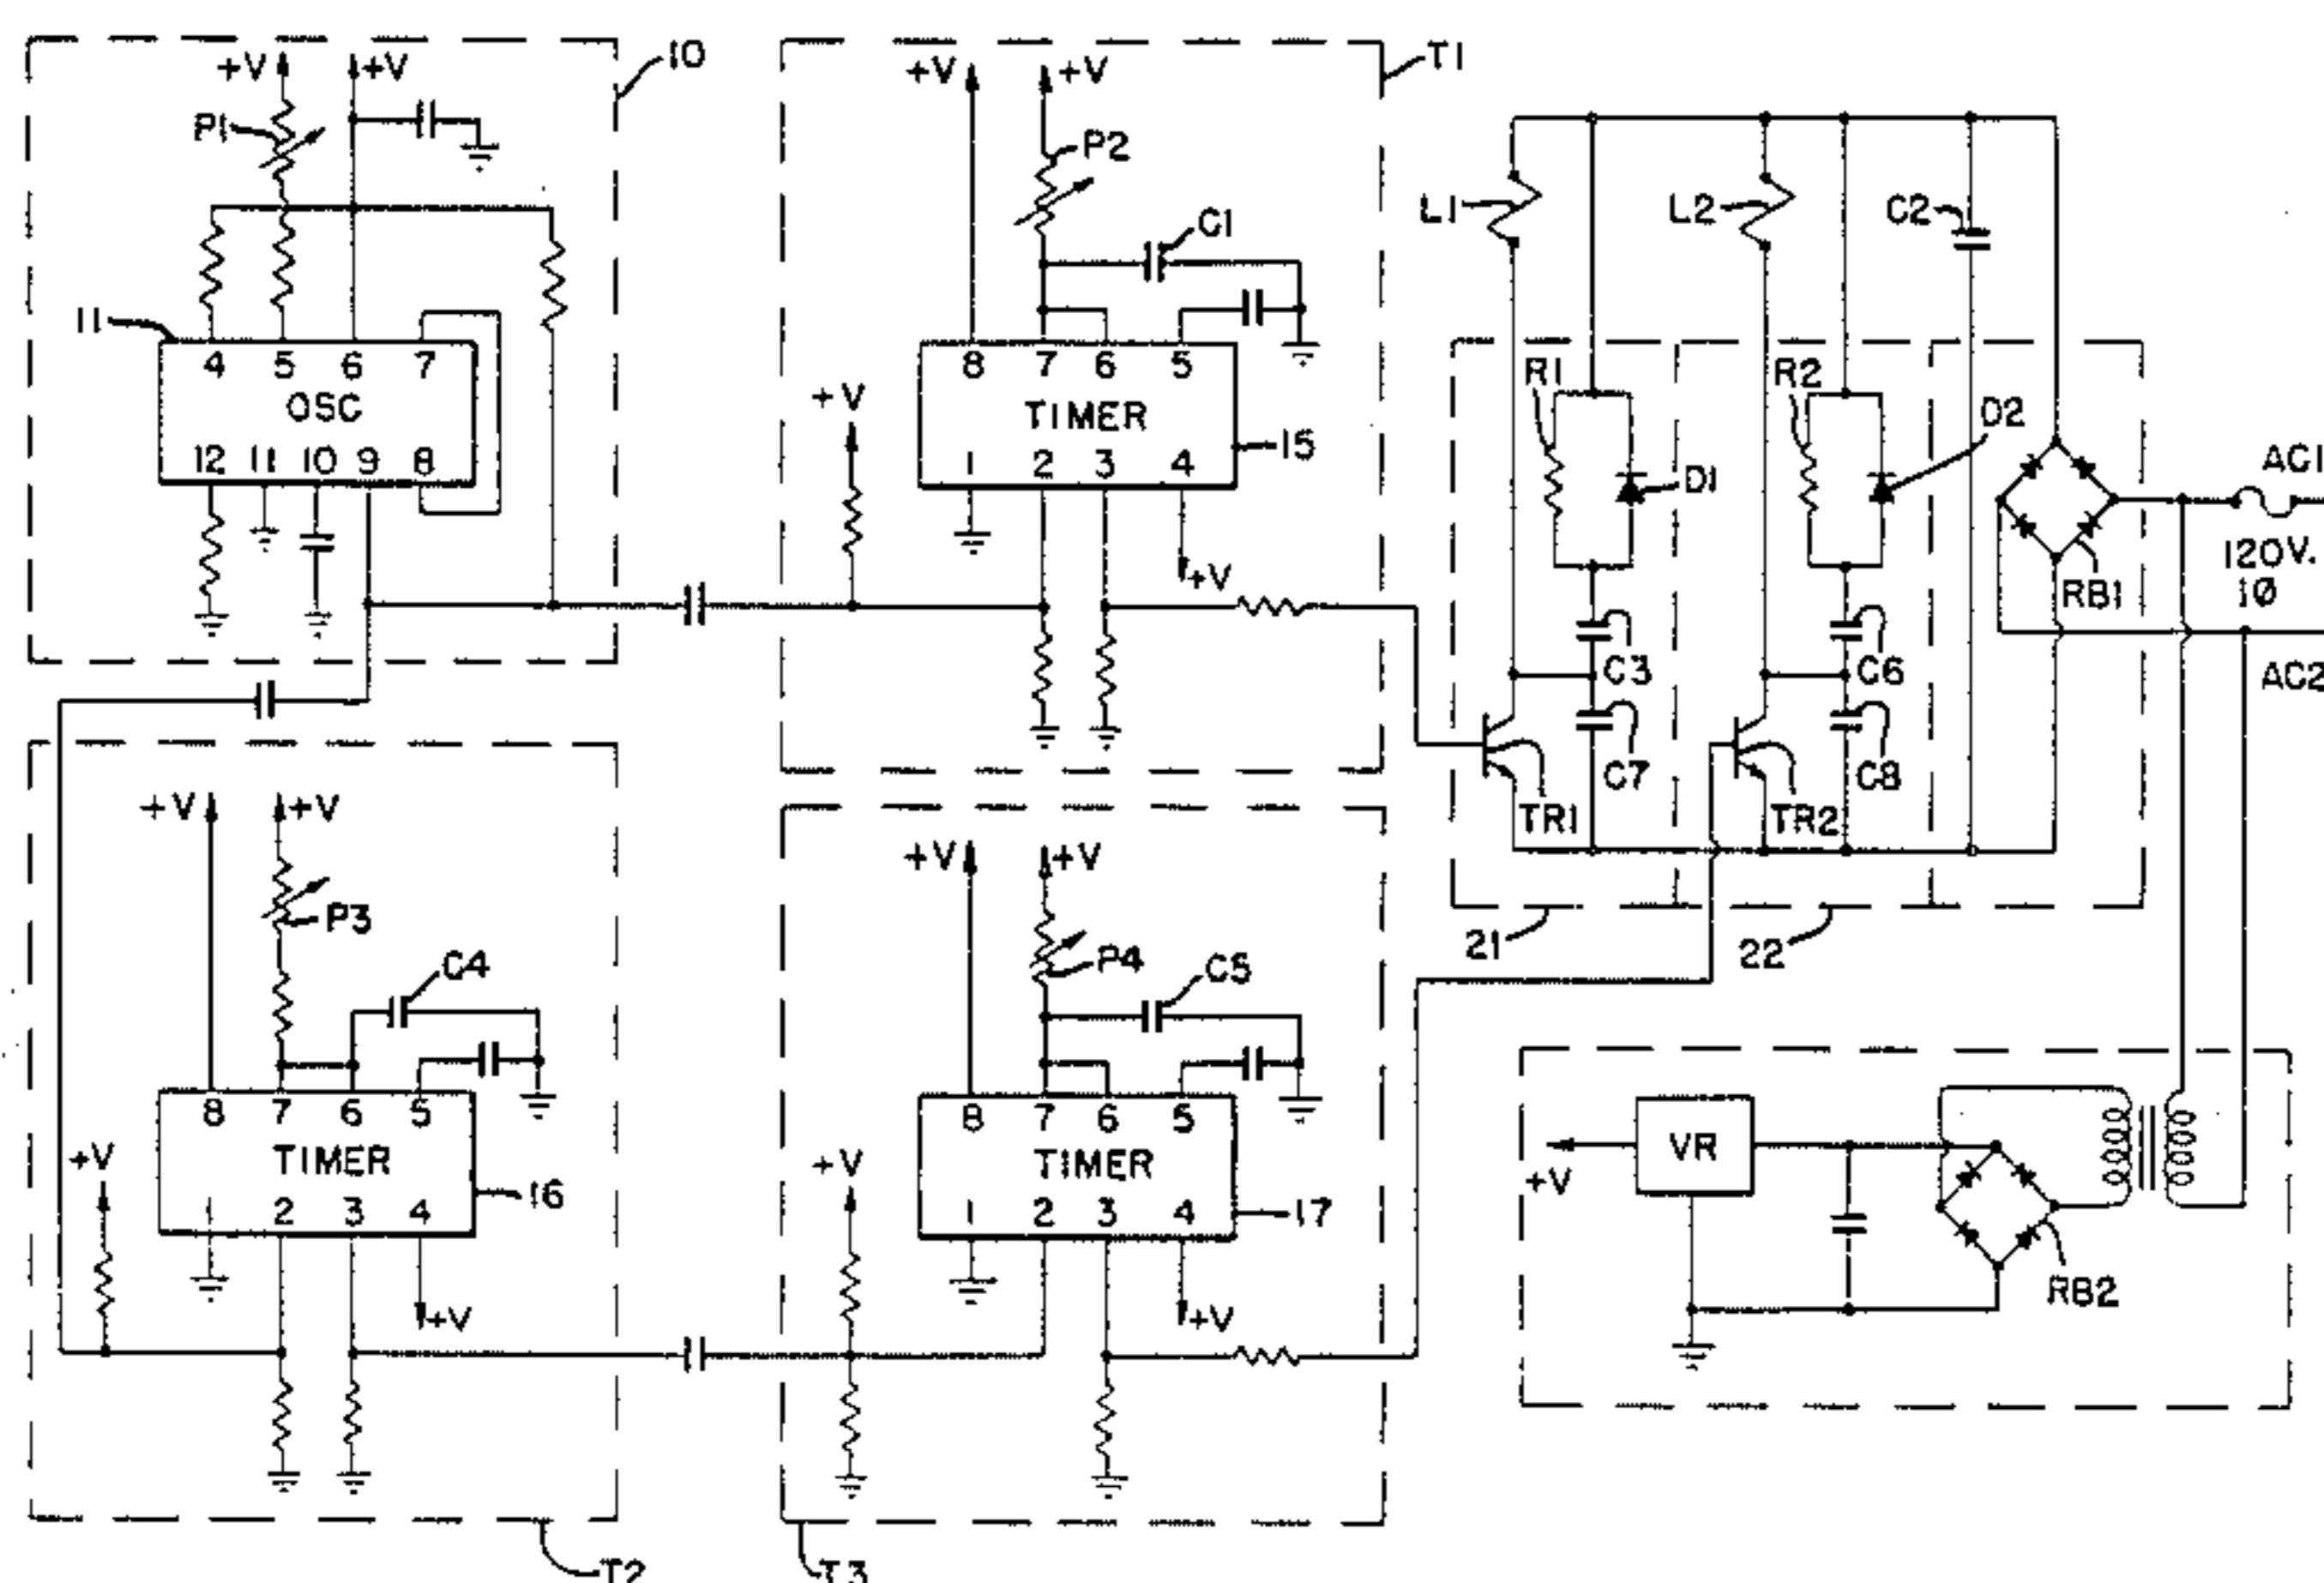 +V
+V
10
P1
11
4 5 6 7
OSC
12 11 10 9 8
+V
+V
T1
P2
C1
8 7 6 5
TIMER
15
1 2 3 4
+V
+V
L1
L2
C2
R1
D1
R2
D2
C3
C6
C7
C8
TR1
TR2
21
22
RB1
AC1
120V.
1Ø
AC2
+V
+V
P3
C4
8 7 6 5
TIMER
16
1 2 3 4
+V
+V
T2
+V
+V
P4
C5
8 7 6 5
TIMER
17
1 2 3 4
+V
+V
T3
VR
+V
RB2